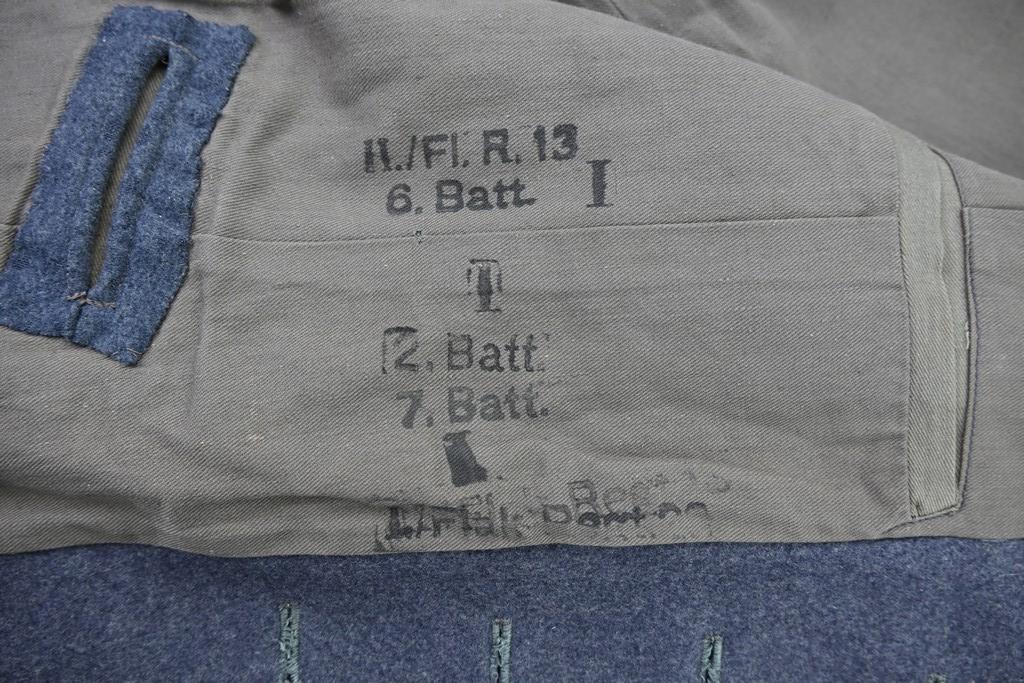 II./Fl. R. 13
6. Batt. I
I
2. Batt.
7. Batt.
I.